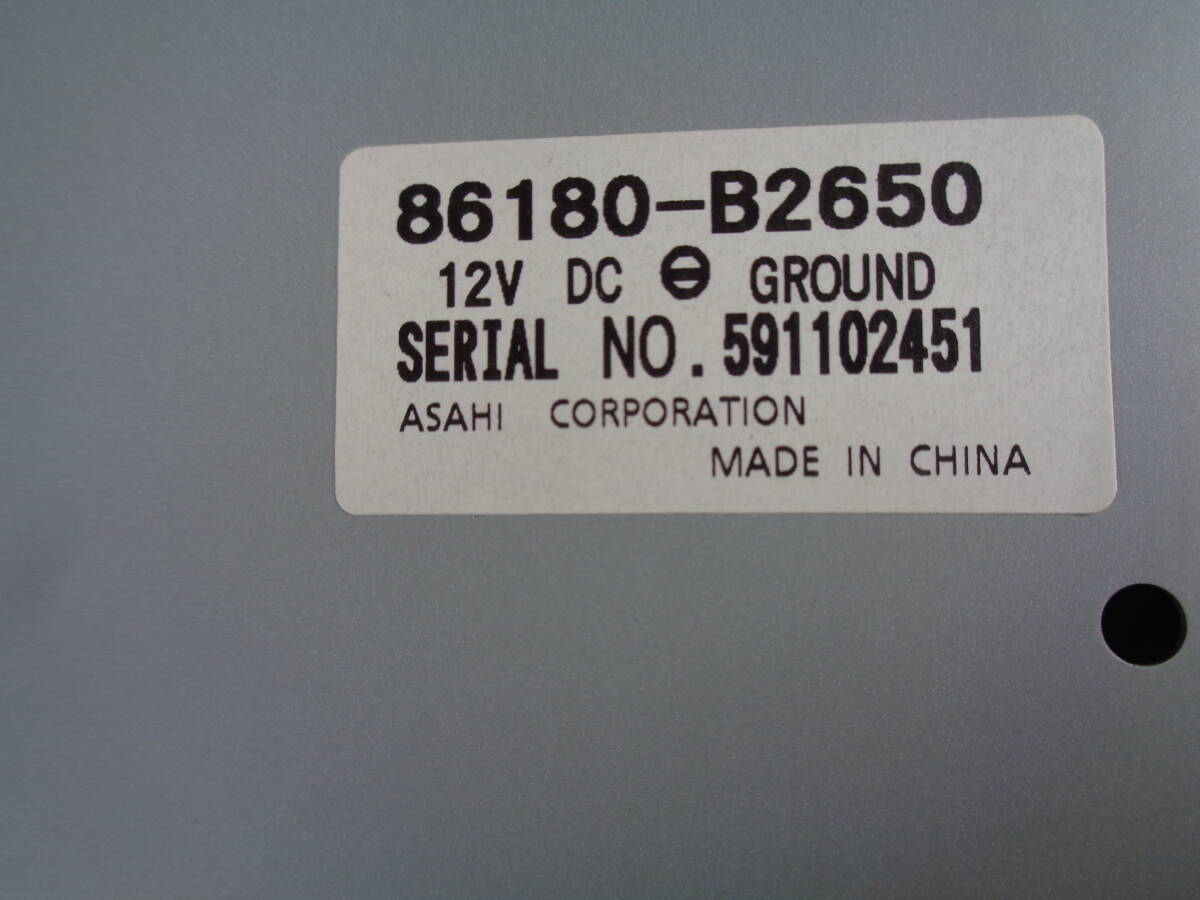 86180-B2650
12V DC ⊖ GROUND
SERIAL NO. 591102451
ASAHI CORPORATION
MADE IN CHINA